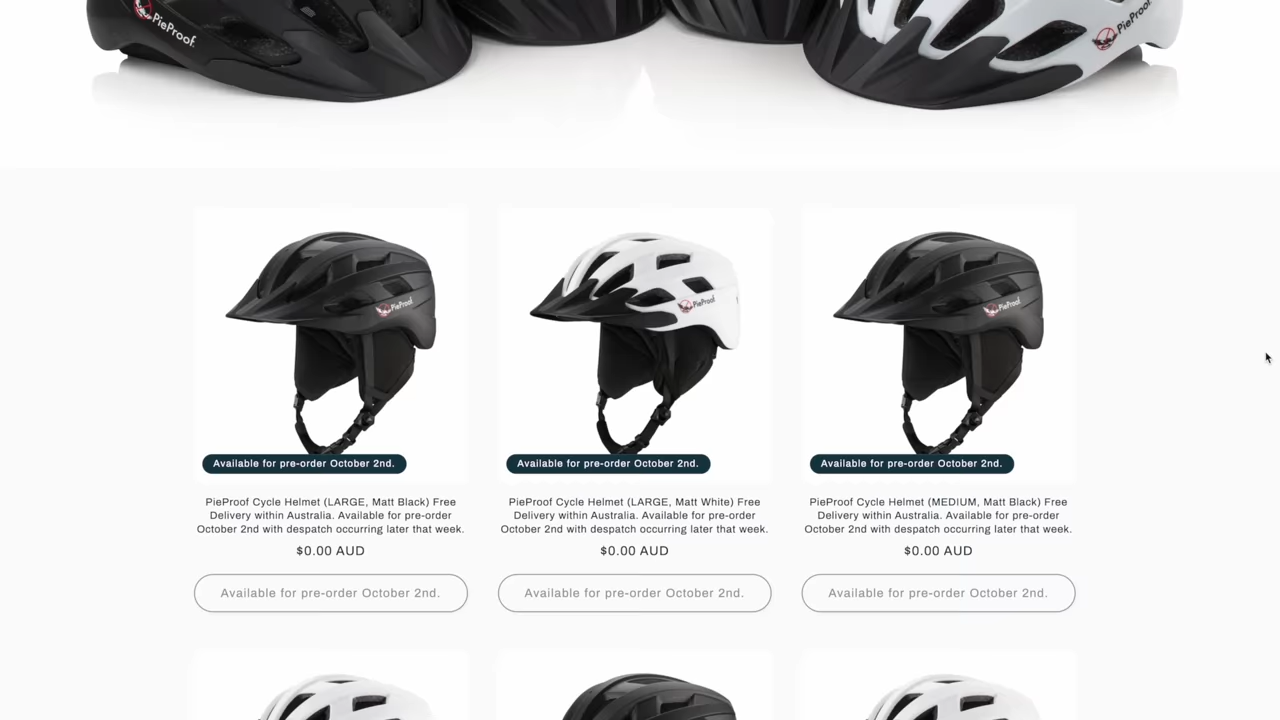 PieProof.
PieProof.
PieProof.
PieProof.
PieProof.
Available for pre-order October 2nd.
Available for pre-order October 2nd.
Available for pre-order October 2nd.
PieProof Cycle Helmet (LARGE, Matt Black) Free
Delivery within Australia. Available for pre-order
October 2nd with despatch occurring later that week.
$0.00 AUD
Available for pre-order October 2nd.
PieProof Cycle Helmet (LARGE, Matt White) Free
Delivery within Australia. Available for pre-order
October 2nd with despatch occurring later that week.
$0.00 AUD
Available for pre-order October 2nd.
PieProof Cycle Helmet (MEDIUM, Matt Black) Free
Delivery within Australia. Available for pre-order
October 2nd with despatch occurring later that week.
$0.00 AUD
Available for pre-order October 2nd.